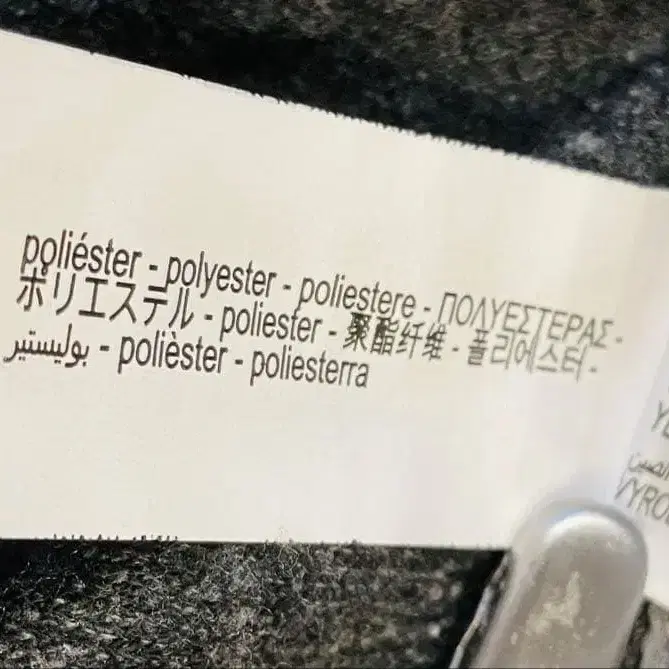 poliéster - polyester - poliestere - ΠΟΛΥΕΣΤΕΡΑΣ -
ポリエステル - poliester - 聚酯纤维 - 폴리에스터 -
بوليستير - polièster - poliesterra